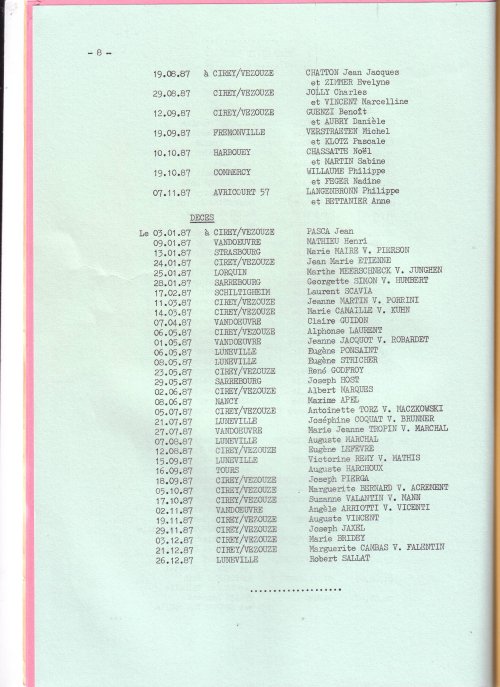 - 8 -
19.08.87 à CIREY/VEZOUZE CHATTON Jean Jacques
et ZIMMER Evelyne
29.08.87 CIREY/VEZOUZE JOLLY Charles
et VINCENT Marcelline
12.09.87 CIREY/VEZOUZE GUENZI Benoît
et AUBRY Danièle
19.09.87 FREMONVILLE VERSTRAETEN Michel
et KLOTZ Pascale
10.10.87 HARBOUEY CHASSATTE Noël
et MARTIN Sabine
19.10.87 COMMERCY WILLAUME Philippe
et FEGER Nadine
07.11.87 AVRICOURT 57 LANGENBRONN Philippe
et BETTANIER Anne
DECES
Le 03.01.87 à CIREY/VEZOUZE PASCA Jean
09.01.87 VANDOEUVRE MATHIEU Henri
13.01.87 STRASBOURG Marie MAIRE V. PIERSON
24.01.87 CIREY/VEZOUZE Jean Marie ETIENNE
25.01.87 LORQUIN Marthe MEERSCHNECK V. JUNGHEN
28.01.87 SARREBOURG Georgette SIMON V. HUMBERT
17.02.87 SCHILTIGHEIM Laurent SCAVIA
11.03.87 CIREY/VEZOUZE Jeanne MARTIN V. PORRINI
14.03.87 CIREY/VEZOUZE Marie CAMAILLE V. KUHN
07.04.87 VANDOEUVRE Claire GUIDON
06.05.87 CIREY/VEZOUZE Alphonse LAURENT
01.05.87 VANDOEUVRE Jeanne JACQUOT V. ROBARDET
06.05.87 LUNEVILLE Eugène PONSAINT
08.05.87 LUNEVILLE Eugène STRICHER
23.05.87 CIREY/VEZOUZE René GODFROY
29.05.87 SARREBOURG Joseph HOST
02.06.87 CIREY/VEZOUZE Albert MARQUES
08.06.87 NANCY Maxime APEL
05.07.87 CIREY/VEZOUZE Antoinette TORZ V. MACZKOWSKI
21.07.87 LUNEVILLE Joséphine COQUAT V. BRUNNER
27.07.87 VANDOEUVRE Marie Jeanne TROPIN V. MARCHAL
07.08.87 LUNEVILLE Auguste MARCHAL
12.08.87 CIREY/VEZOUZE Eugène LEFEVRE
15.09.87 LUNEVILLE Victorine REMY V. MATHIS
16.09.87 TOURS Auguste HARCHOUX
18.09.87 CIREY/VEZOUZE Joseph PIERGA
05.10.87 CIREY/VEZOUZE Marguerite BERNARD V. ACREMENT
17.10.87 CIREY/VEZOUZE Suzanne VALANTIN V. MANN
02.11.87 VANDOEUVRE Angèle ARRIOTTI V. VICENTI
19.11.87 CIREY/VEZOUZE Auguste VINCENT
29.11.87 CIREY/VEZOUZE Joseph JAXEL
03.12.87 CIREY/VEZOUZE Marie BRIDEY
21.12.87 CIREY/VEZOUZE Marguerite CAMBAS V. FALENTIN
26.12.87 LUNEVILLE Robert SALLAT
....................